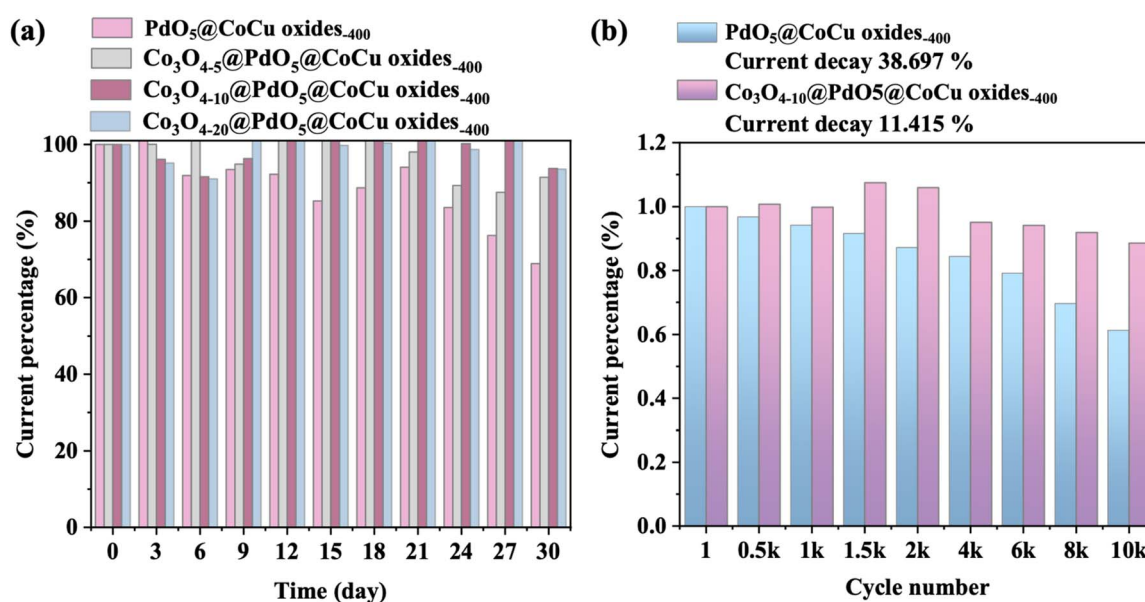 (a)
PdO₅@CoCu oxides₋₄₀₀
Co₃O₄₋₅@PdO₅@CoCu oxides₋₄₀₀
Co₃O₄₋₁₀@PdO₅@CoCu oxides₋₄₀₀
Co₃O₄₋₂₀@PdO₅@CoCu oxides₋₄₀₀
Current percentage (%)
100
80
60
40
20
0
0 3 6 9 12 15 18 21 24 27 30
Time (day)
(b)
PdO₅@CoCu oxides₋₄₀₀
Current decay 38.697 %
Co₃O₄₋₁₀@PdO5@CoCu oxides₋₄₀₀
Current decay 11.415 %
Current percentage (%)
1.2
1.0
0.8
0.6
0.4
0.2
0.0
1 0.5k 1k 1.5k 2k 4k 6k 8k 10k
Cycle number